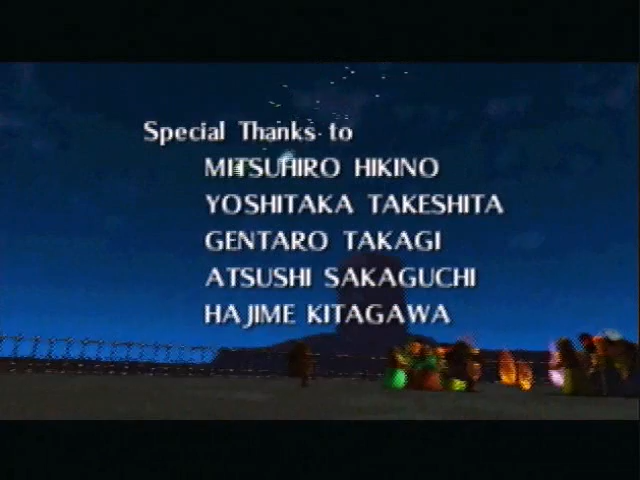 Special Thanks to
MITSUHIRO HIKINO
YOSHITAKA TAKESHITA
GENTARO TAKAGI
ATSUSHI SAKAGUCHI
HAJIME KITAGAWA